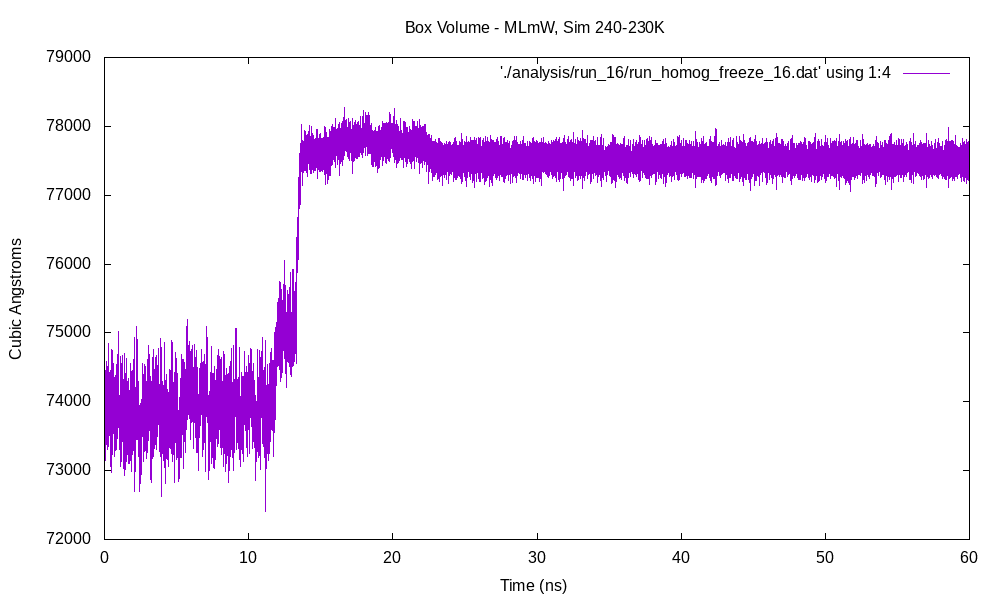 Box Volume - MLmW, Sim 240-230K
'./analysis/run_16/run_homog_freeze_16.dat' using 1:4
79000
78000
77000
76000
75000
74000
73000
72000
Cubic Angstroms
0 10 20 30 40 50 60
Time (ns)